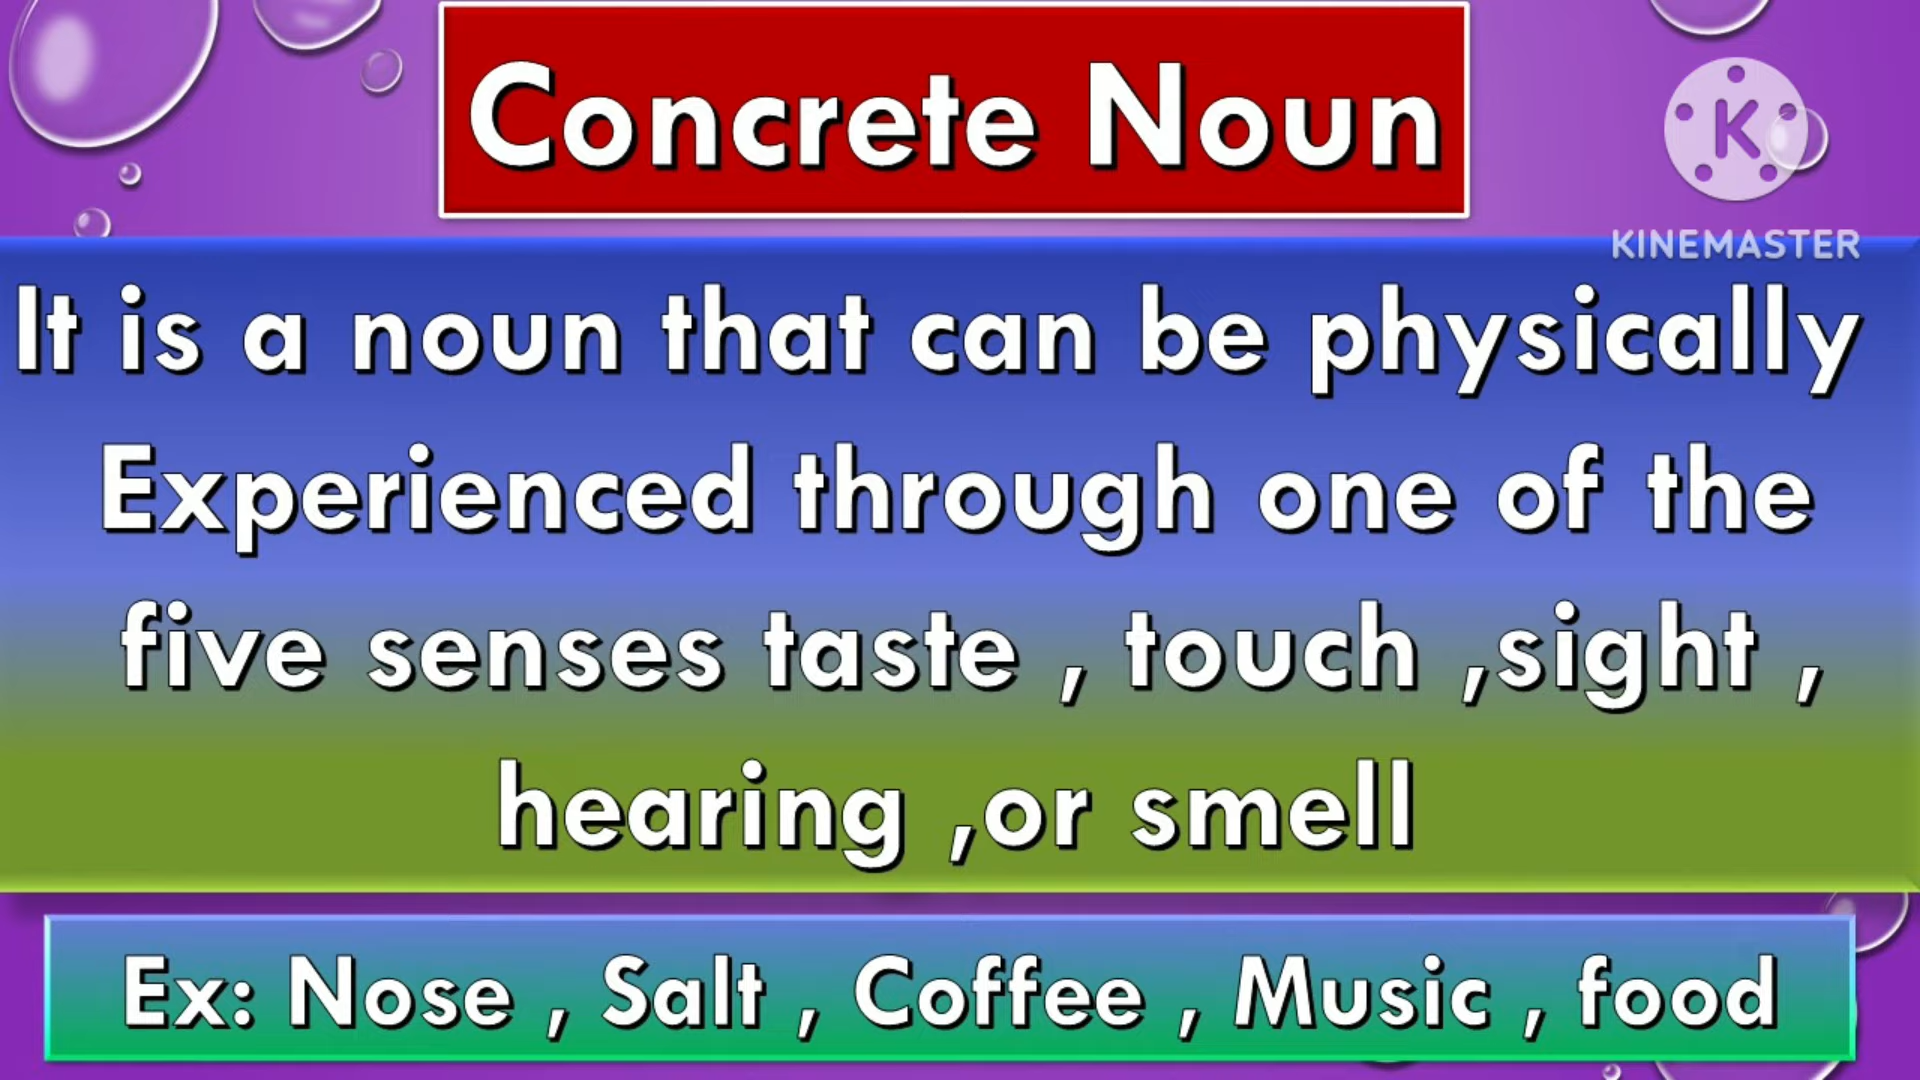 Concrete Noun
K
KINEMASTER
It is a noun that can be physically
Experienced through one of the
five senses taste , touch ,sight ,
hearing ,or smell
Ex: Nose , Salt , Coffee , Music , food